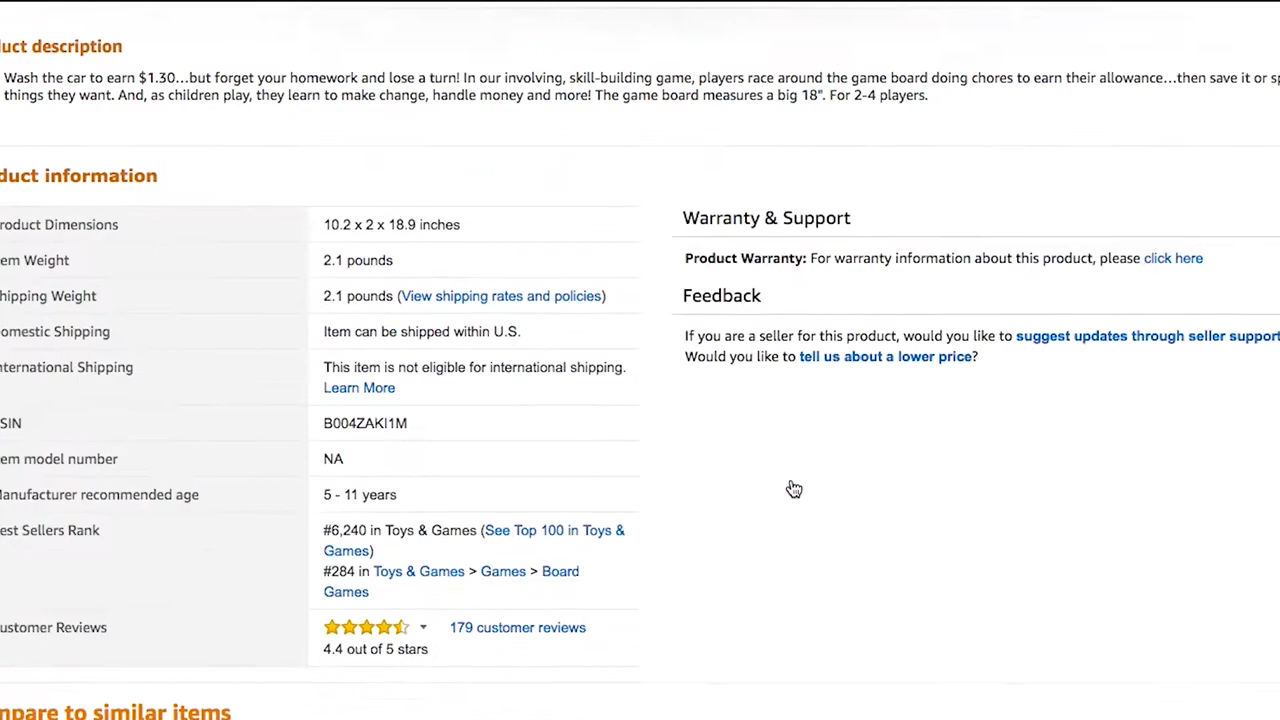 uct description
Wash the car to earn $1.30...but forget your homework and lose a turn! In our involving, skill-building game, players race around the game board doing chores to earn their allowance...then save it or sp
things they want. And, as children play, they learn to make change, handle money and more! The game board measures a big 18". For 2-4 players.
duct information
roduct Dimensions 10.2 x 2 x 18.9 inches
em Weight 2.1 pounds
hipping Weight 2.1 pounds (View shipping rates and policies)
omestic Shipping Item can be shipped within U.S.
nternational Shipping This item is not eligible for international shipping.
Learn More
SIN B004ZAKI1M
em model number NA
Manufacturer recommended age 5 - 11 years
est Sellers Rank #6,240 in Toys & Games (See Top 100 in Toys &
Games)
#284 in Toys & Games > Games > Board
Games
ustomer Reviews 179 customer reviews
4.4 out of 5 stars
Warranty & Support
Product Warranty: For warranty information about this product, please click here
Feedback
If you are a seller for this product, would you like to suggest updates through seller support
Would you like to tell us about a lower price?
mpare to similar items